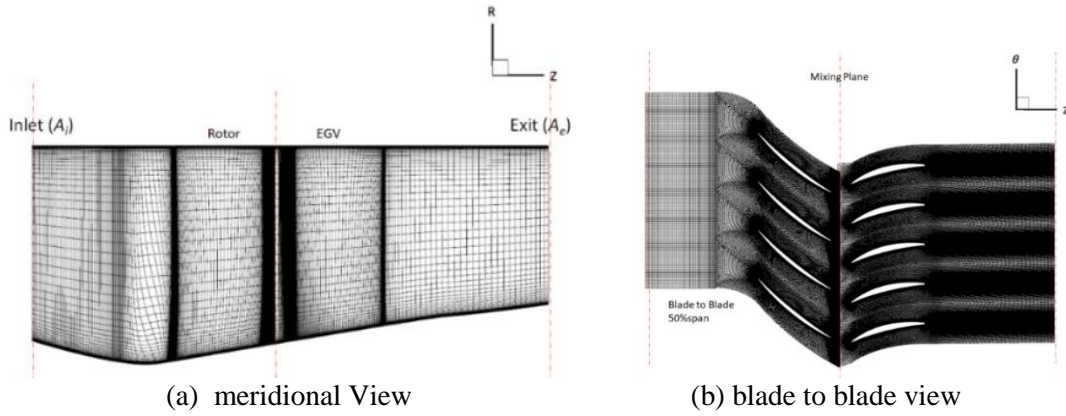 R
Z
Inlet (Aᵢ)
Rotor
EGV
Exit (Aₑ)
(a) meridional View
Mixing Plane
θ
z
Blade to Blade
50%span
(b) blade to blade view